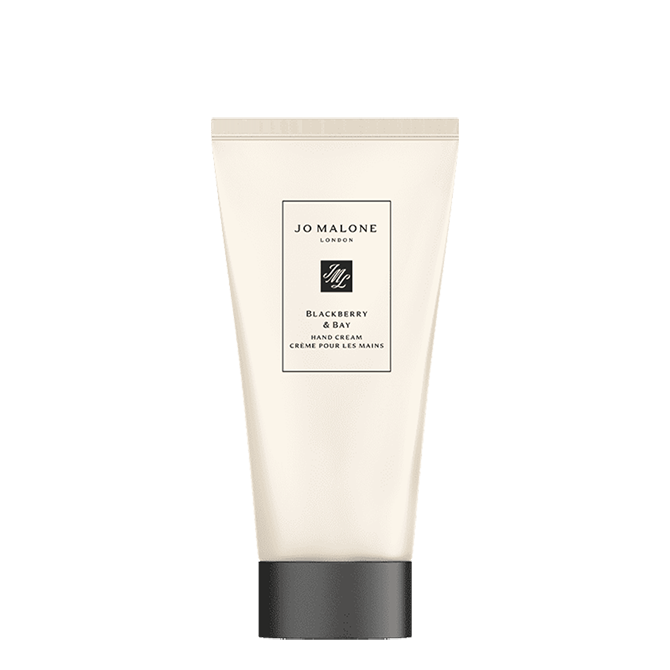 JO MALONE
LONDON
JML
BLACKBERRY
& BAY
HAND CREAM
CRÈME POUR LES MAINS